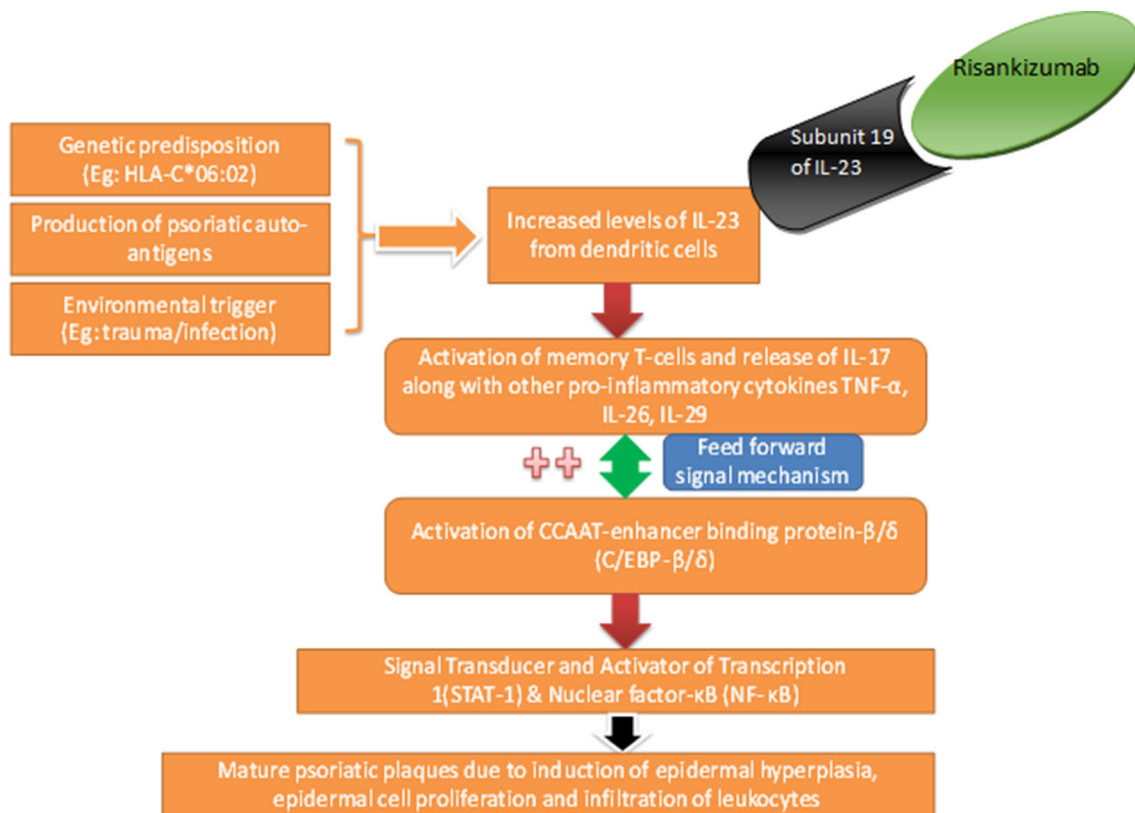 Risankizumab
Subunit 19
of IL-23
Genetic predisposition
(Eg: HLA-C*06:02)
Production of psoriatic auto-
antigens
Environmental trigger
(Eg: trauma/infection)
Increased levels of IL-23
from dendritic cells
Activation of memory T-cells and release of IL-17
along with other pro-inflammatory cytokines TNF-α,
IL-26, IL-29
++
Feed forward
signal mechanism
Activation of CCAAT-enhancer binding protein-β/δ
(C/EBP-β/δ)
Signal Transducer and Activator of Transcription
1(STAT-1) & Nuclear factor-κB (NF-κB)
Mature psoriatic plaques due to induction of epidermal hyperplasia,
epidermal cell proliferation and infiltration of leukocytes